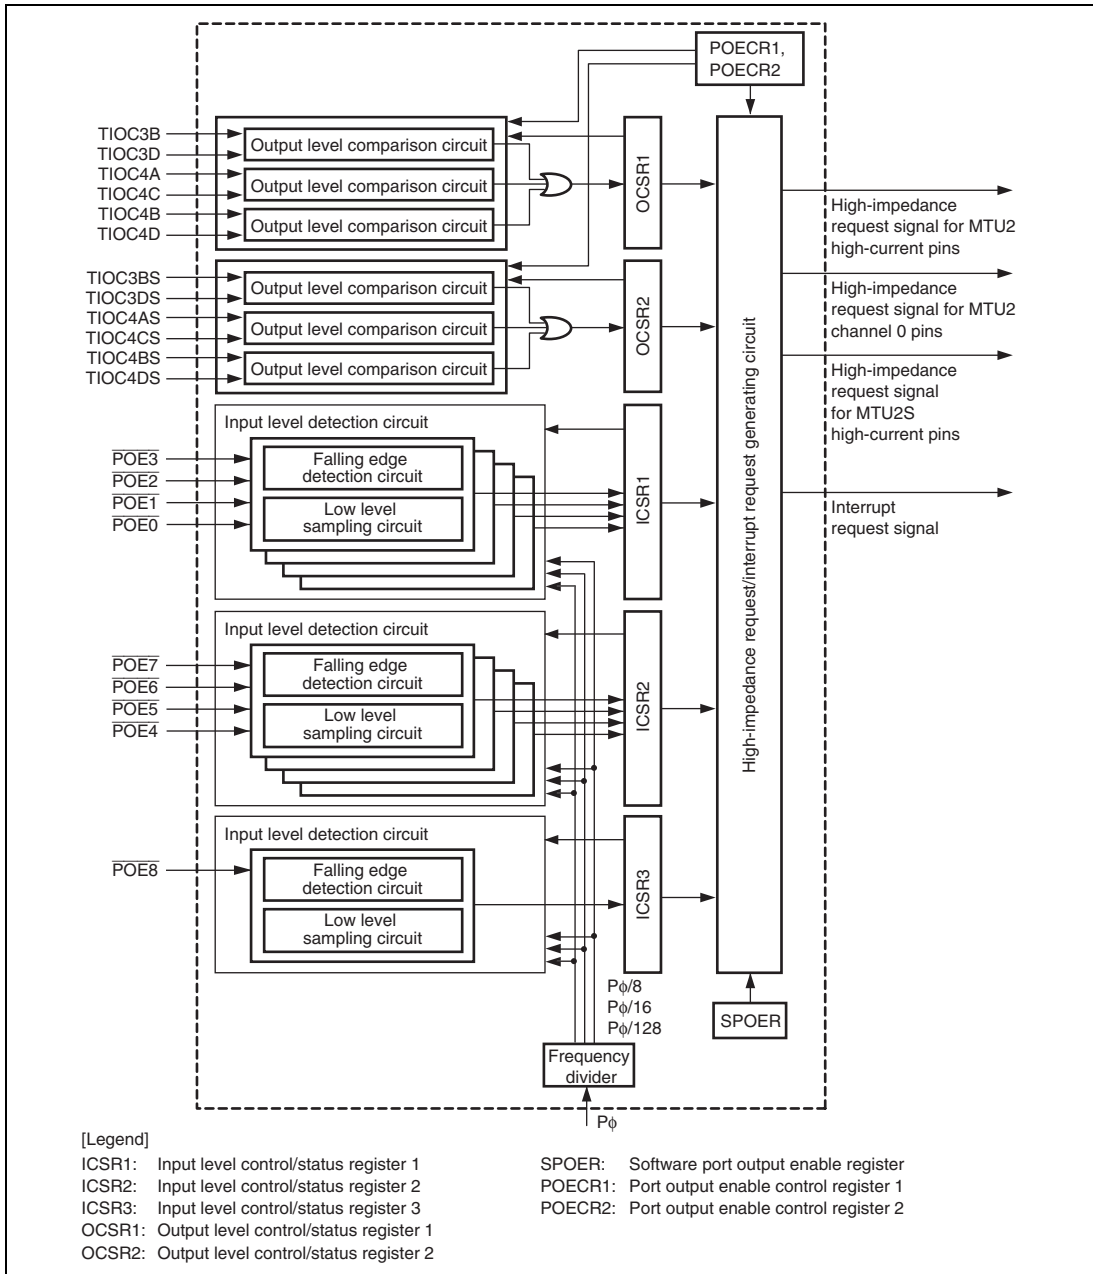 POECR1,
POECR2
TIOC3B
TIOC3D
TIOC4A
TIOC4C
TIOC4B
TIOC4D
Output level comparison circuit
Output level comparison circuit
Output level comparison circuit
OCSR1
TIOC3BS
TIOC3DS
TIOC4AS
TIOC4CS
TIOC4BS
TIOC4DS
Output level comparison circuit
Output level comparison circuit
Output level comparison circuit
OCSR2
Input level detection circuit
POE3
POE2
POE1
POE0
Falling edge
detection circuit
Low level
sampling circuit
ICSR1
Input level detection circuit
POE7
POE6
POE5
POE4
Falling edge
detection circuit
Low level
sampling circuit
ICSR2
Input level detection circuit
POE8
Falling edge
detection circuit
Low level
sampling circuit
ICSR3
High-impedance request/interrupt request generating circuit
High-impedance
request signal for MTU2
high-current pins
High-impedance
request signal for MTU2
channel 0 pins
High-impedance
request signal
for MTU2S
high-current pins
Interrupt
request signal
Pϕ/8
Pϕ/16
Pϕ/128
SPOER
Frequency
divider
Pϕ
[Legend]
ICSR1: Input level control/status register 1
ICSR2: Input level control/status register 2
ICSR3: Input level control/status register 3
OCSR1: Output level control/status register 1
OCSR2: Output level control/status register 2
SPOER: Software port output enable register
POECR1: Port output enable control register 1
POECR2: Port output enable control register 2